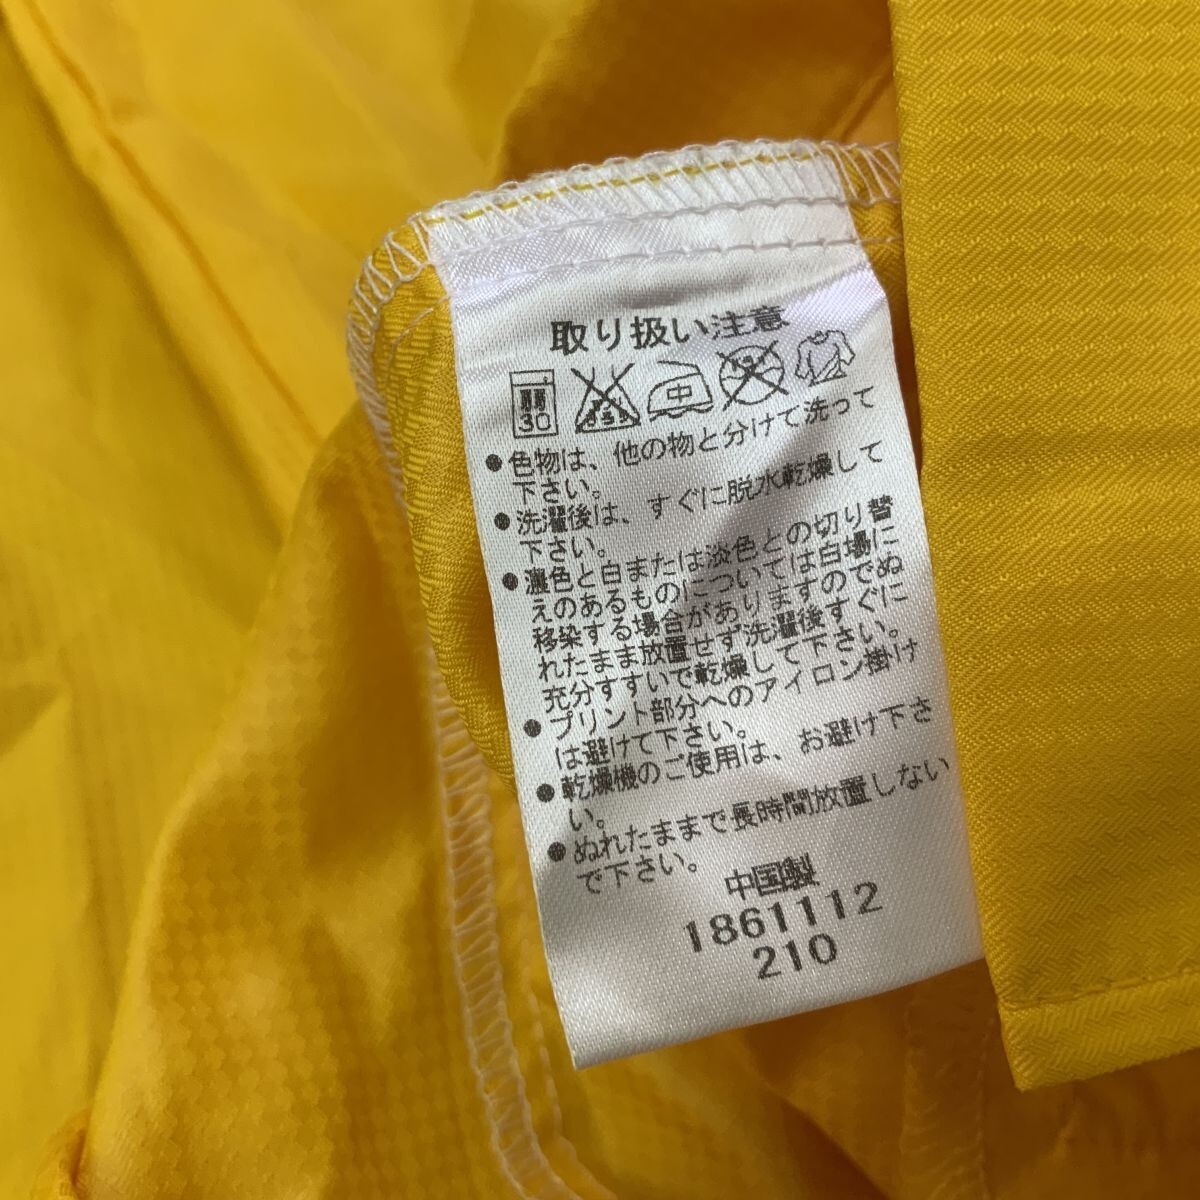 取り扱い注意
30 中
●色物は、他の物と分けて洗って
下さい。
●洗濯後は、すぐに脱水乾燥して
下さい。
●濃色と白または淡色との切り替
えのあるものについては白場に
移染する場合がありますのでぬ
れたまま放置せず洗濯後すぐに
充分すすいで乾燥して下さい。
●プリント部分へのアイロン掛け
は避けて下さい。
●乾燥機のご使用は、お避け下さ
い。
●ぬれたままで長時間放置しない
で下さい。
中国製
1861112
210